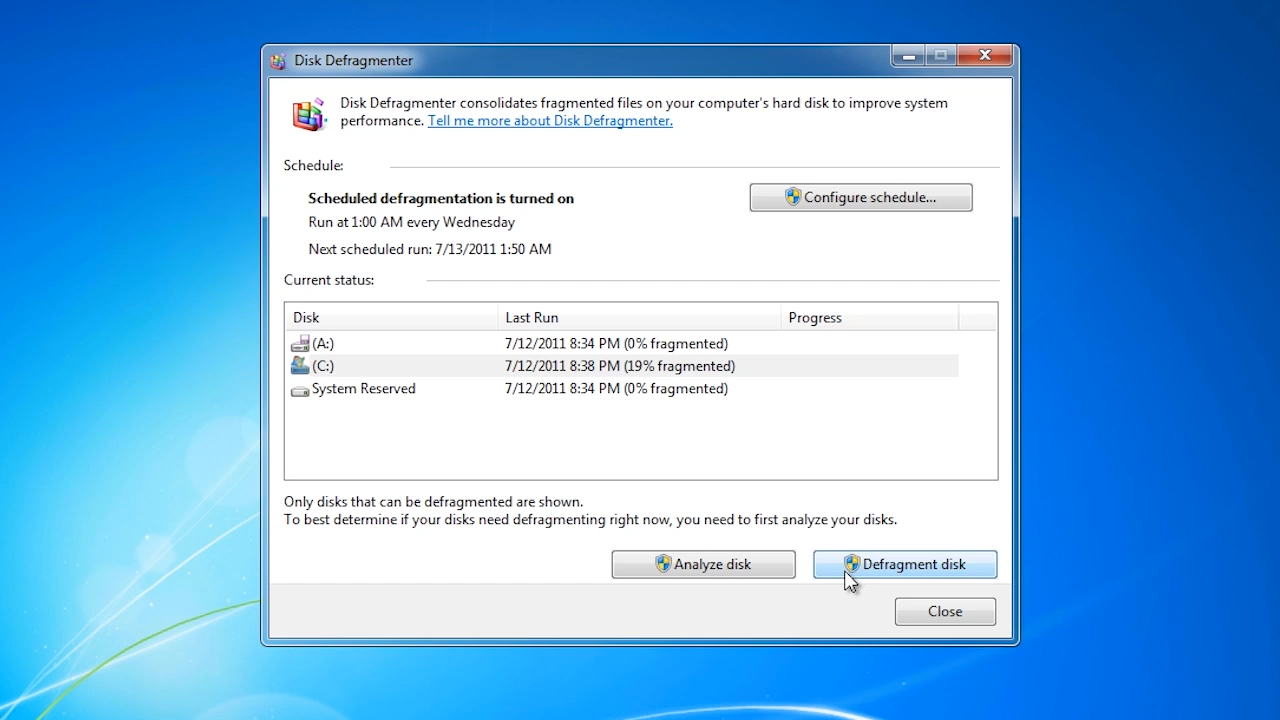 Disk Defragmenter
Disk Defragmenter consolidates fragmented files on your computer's hard disk to improve system
performance. Tell me more about Disk Defragmenter.
Schedule:
Scheduled defragmentation is turned on
Configure schedule...
Run at 1:00 AM every Wednesday
Next scheduled run: 7/13/2011 1:50 AM
Current status:
Disk Last Run Progress
(A:) 7/12/2011 8:34 PM (0% fragmented)
(C:) 7/12/2011 8:38 PM (19% fragmented)
System Reserved 7/12/2011 8:34 PM (0% fragmented)
Only disks that can be defragmented are shown.
To best determine if your disks need defragmenting right now, you need to first analyze your disks.
Analyze disk Defragment disk
Close